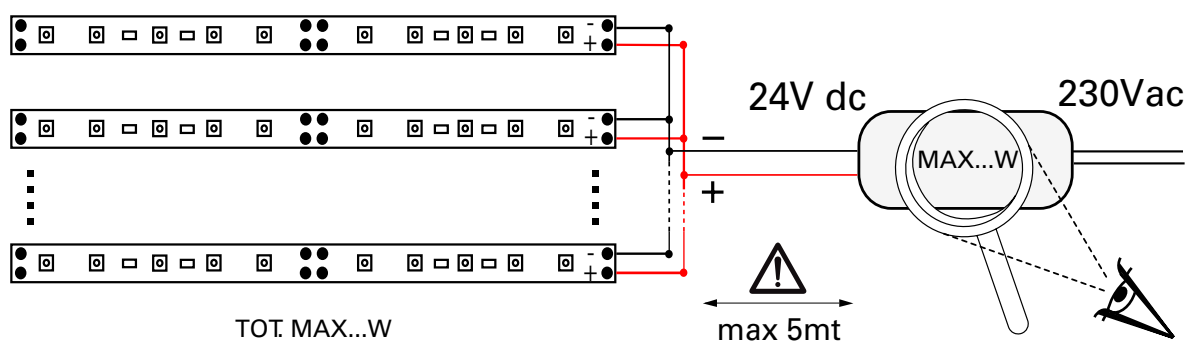 -
+
24V dc
230Vac
-
+
–
MAX...W
+
-
+
TOT. MAX...W
max 5mt